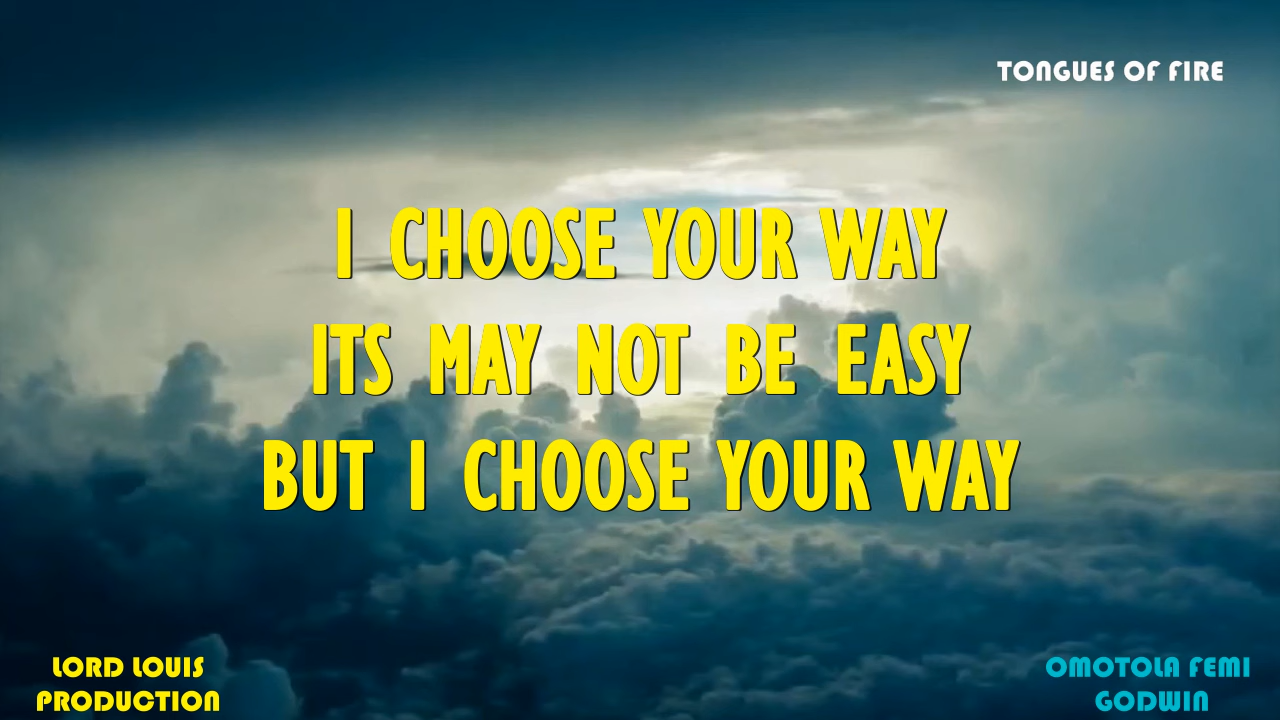 TONGUES OF FIRE
I CHOOSE YOUR WAY
ITS MAY NOT BE EASY
BUT I CHOOSE YOUR WAY
LORD LOUIS
PRODUCTION
OMOTOLA FEMI
GODWIN